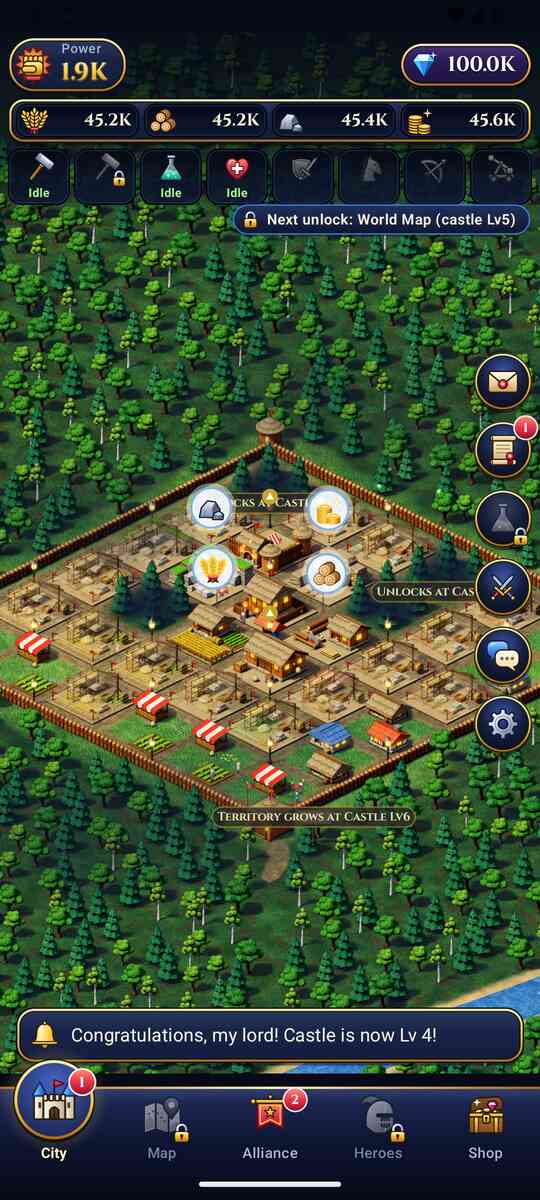 Power
1.9K
100.0K
45.2K
45.2K
45.4K
45.6K
Idle
Idle
Idle
Next unlock: World Map (castle Lv5)
1
UNLOCKS AT CAS
TERRITORY GROWS AT CASTLE LV6
Congratulations, my lord! Castle is now Lv 4!
1
2
City
Map
Alliance
Heroes
Shop